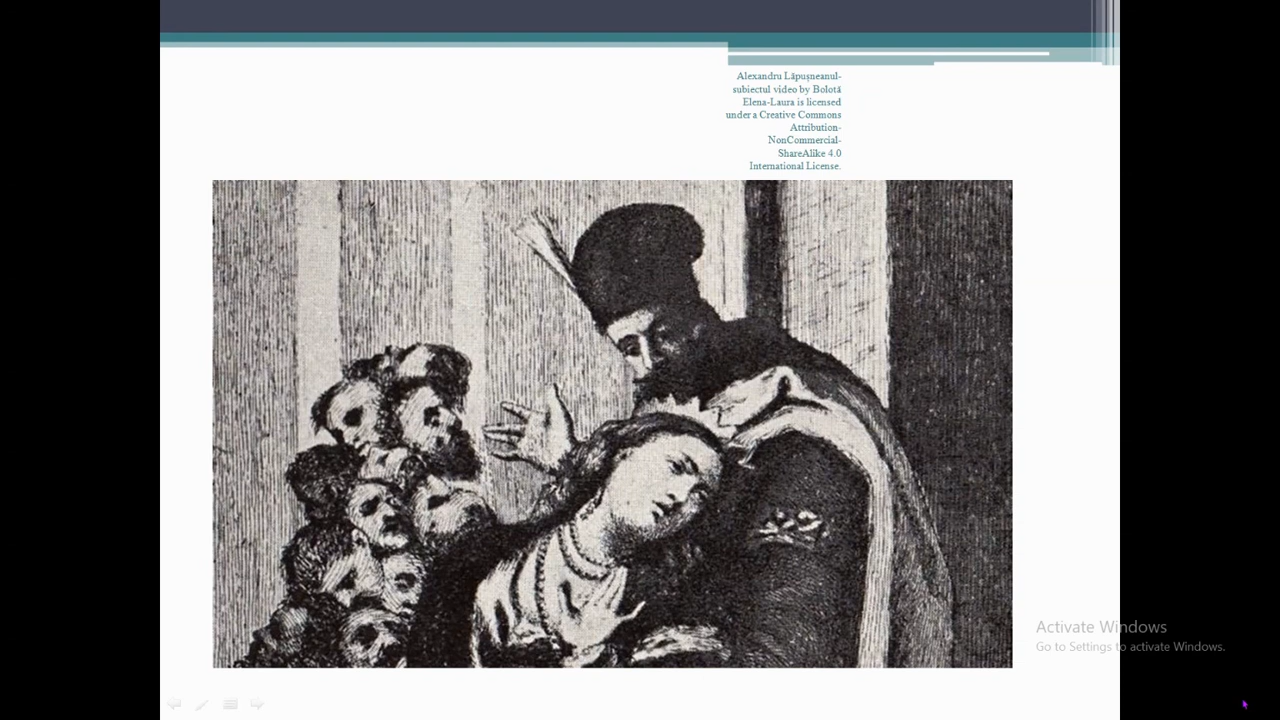 Alexandru Lăpușneanul-
subiectul video by Bolotă
Elena-Laura is licensed
under a Creative Commons
Attribution-
NonCommercial-
ShareAlike 4.0
International License.
Activate Windows
Go to Settings to activate Windows.